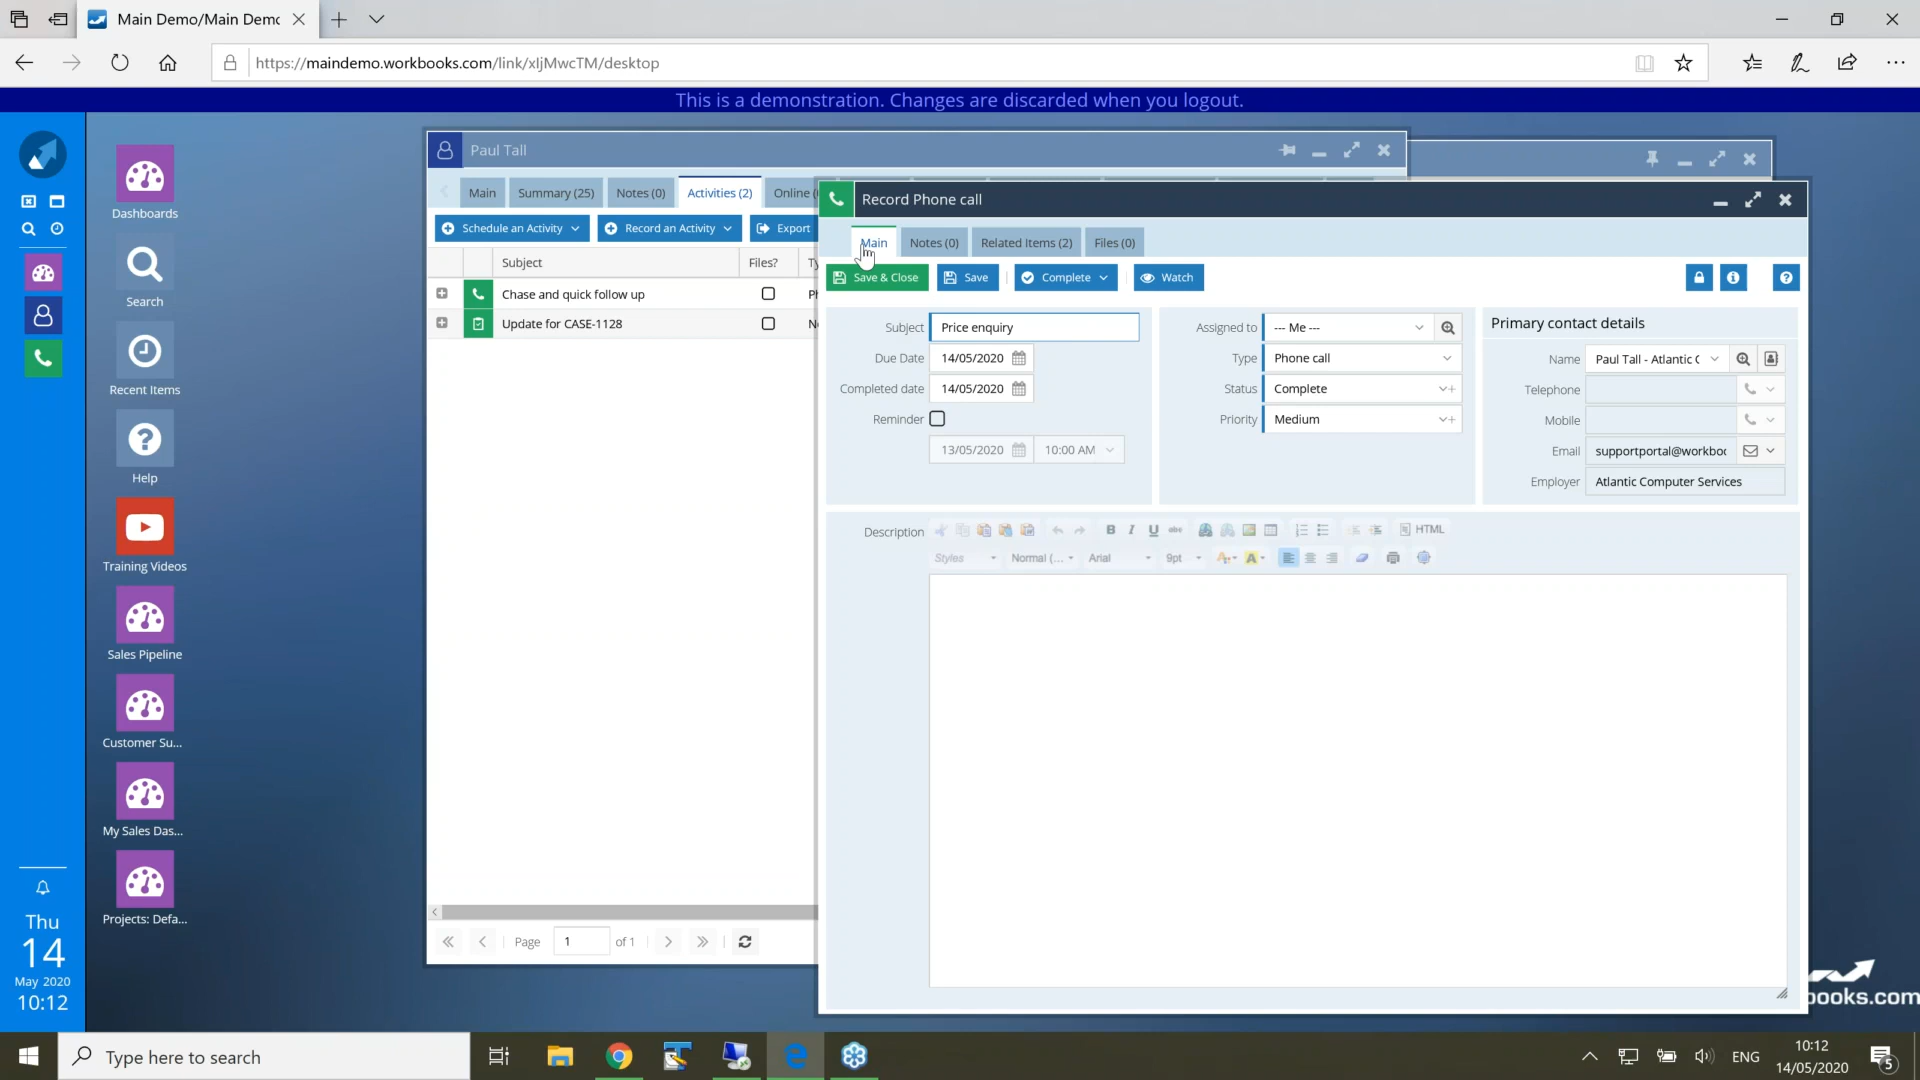 Main Demo/Main Demo
https://maindemo.workbooks.com/link/xljMwcTM/desktop
This is a demonstration. Changes are discarded when you logout.
Dashboards
Search
Recent Items
Help
Training Videos
Sales Pipeline
Customer Su...
My Sales Das...
Projects: Defa...
Thu
14
May 2020
10:12
Paul Tall
Main
Summary (25)
Notes (0)
Activities (2)
Online
Schedule an Activity
Record an Activity
Export
Subject
Files?
Chase and quick follow up
Update for CASE-1128
Page
1
of 1
Record Phone call
Main
Notes (0)
Related Items (2)
Files (0)
Save & Close
Save
Complete
Watch
Subject
Price enquiry
Due Date
14/05/2020
Completed date
14/05/2020
Reminder
13/05/2020
10:00 AM
Assigned to
--- Me ---
Type
Phone call
Status
Complete
Priority
Medium
Primary contact details
Name
Paul Tall - Atlantic
Telephone
Mobile
Email
supportportal@workboo
Employer
Atlantic Computer Services
Description
B I U abc
HTML
Styles
Normal (...
Arial
9pt
books.com
Type here to search
ENG
10:12
14/05/2020
5